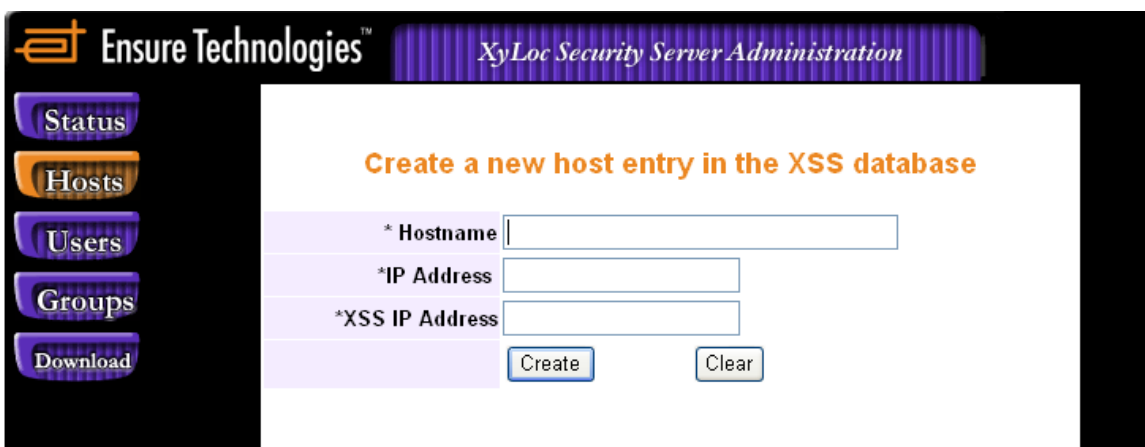 Ensure Technologies™
XyLoc Security Server Administration
Status
Hosts
Users
Groups
Download
Create a new host entry in the XSS database
* Hostname
*IP Address
*XSS IP Address
Create Clear